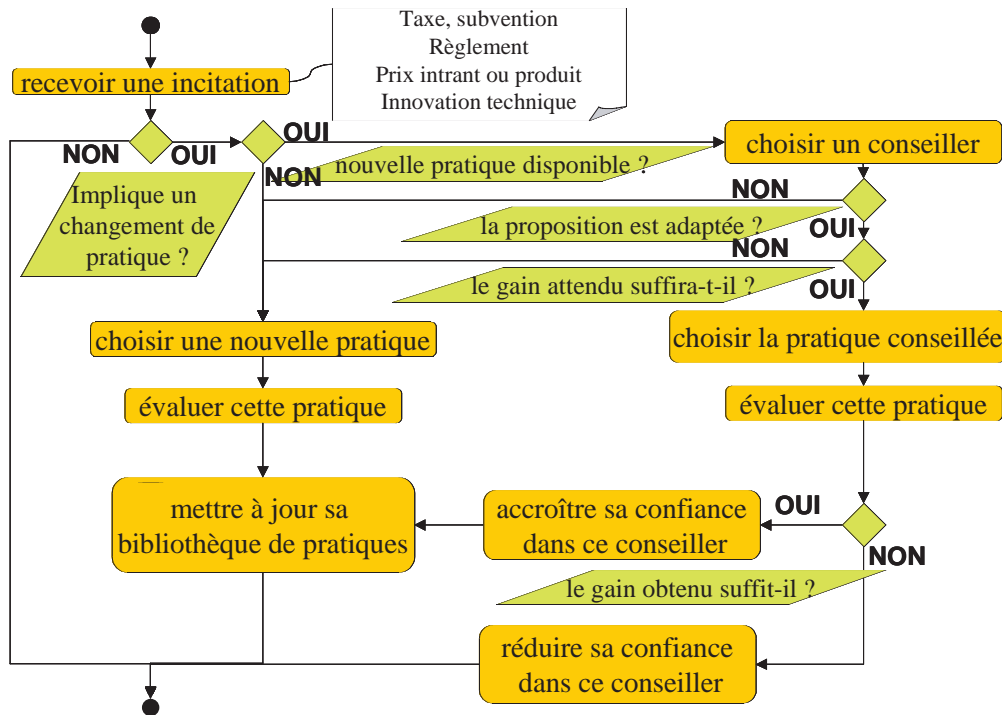 Taxe, subvention
Règlement
Prix intrant ou produit
Innovation technique
recevoir une incitation
NON
OUI
OUI
NON
nouvelle pratique disponible ?
choisir un conseiller
Implique un
changement de
pratique ?
NON
la proposition est adaptée ?
OUI
NON
le gain attendu suffira-t-il ?
OUI
choisir une nouvelle pratique
choisir la pratique conseillée
évaluer cette pratique
évaluer cette pratique
mettre à jour sa
bibliothèque de pratiques
accroître sa confiance
dans ce conseiller
OUI
NON
le gain obtenu suffit-il ?
réduire sa confiance
dans ce conseiller